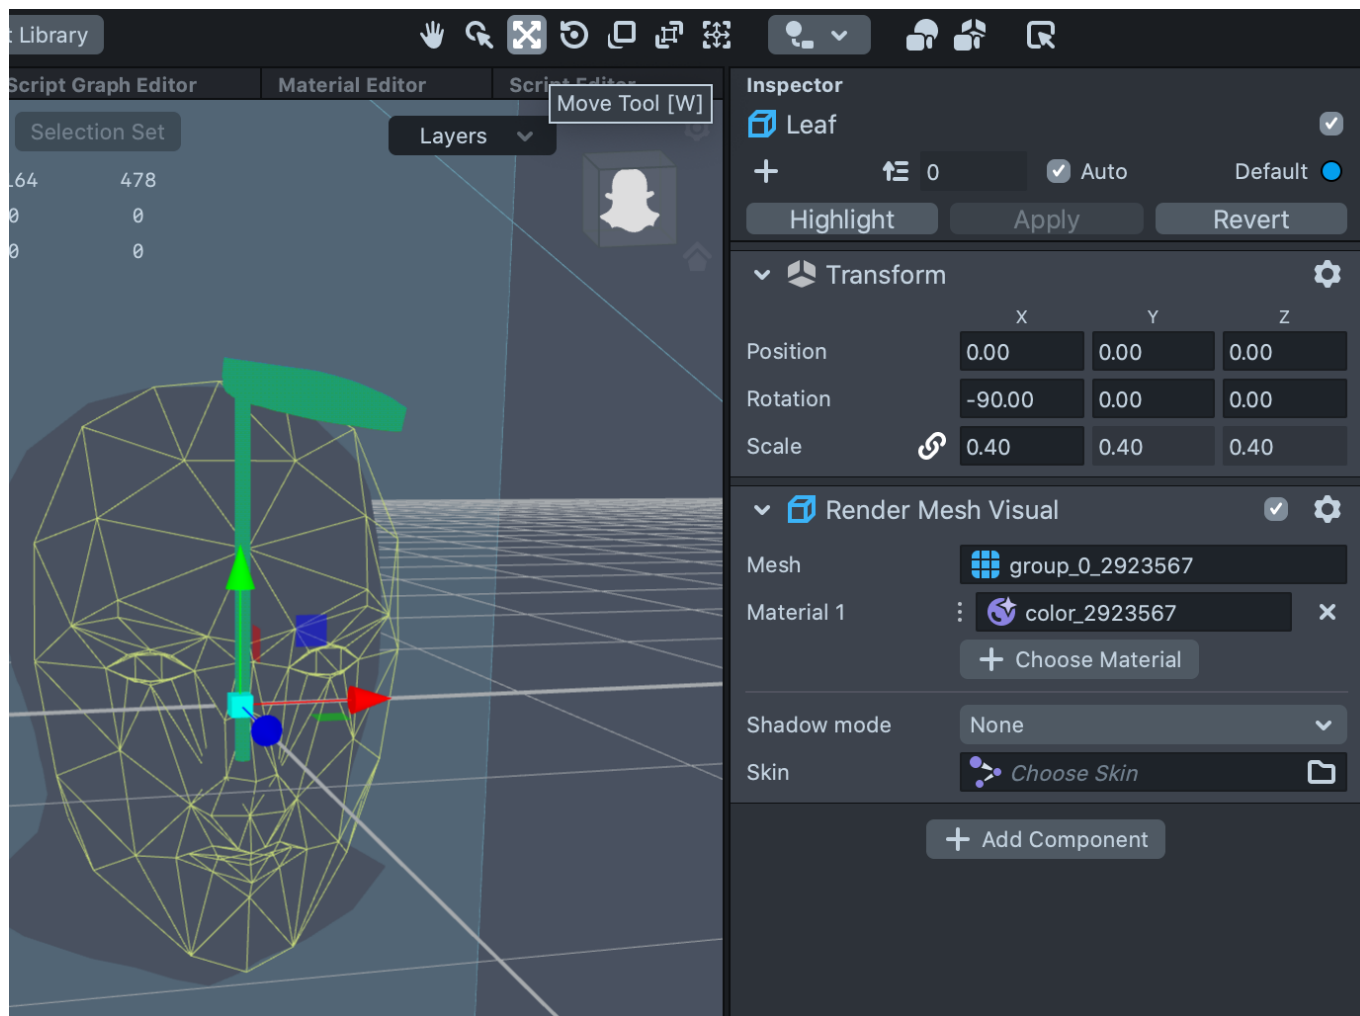 t Library
Script Graph Editor
Material Editor
Script Editor
Move Tool [W]
Selection Set
Layers
.64 478
0 0
0 0
Inspector
Leaf
0
Auto
Default
Highlight
Apply
Revert
Transform
X Y Z
Position 0.00 0.00 0.00
Rotation -90.00 0.00 0.00
Scale 0.40 0.40 0.40
Render Mesh Visual
Mesh group_0_2923567
Material 1 color_2923567
+ Choose Material
Shadow mode None
Skin Choose Skin
+ Add Component